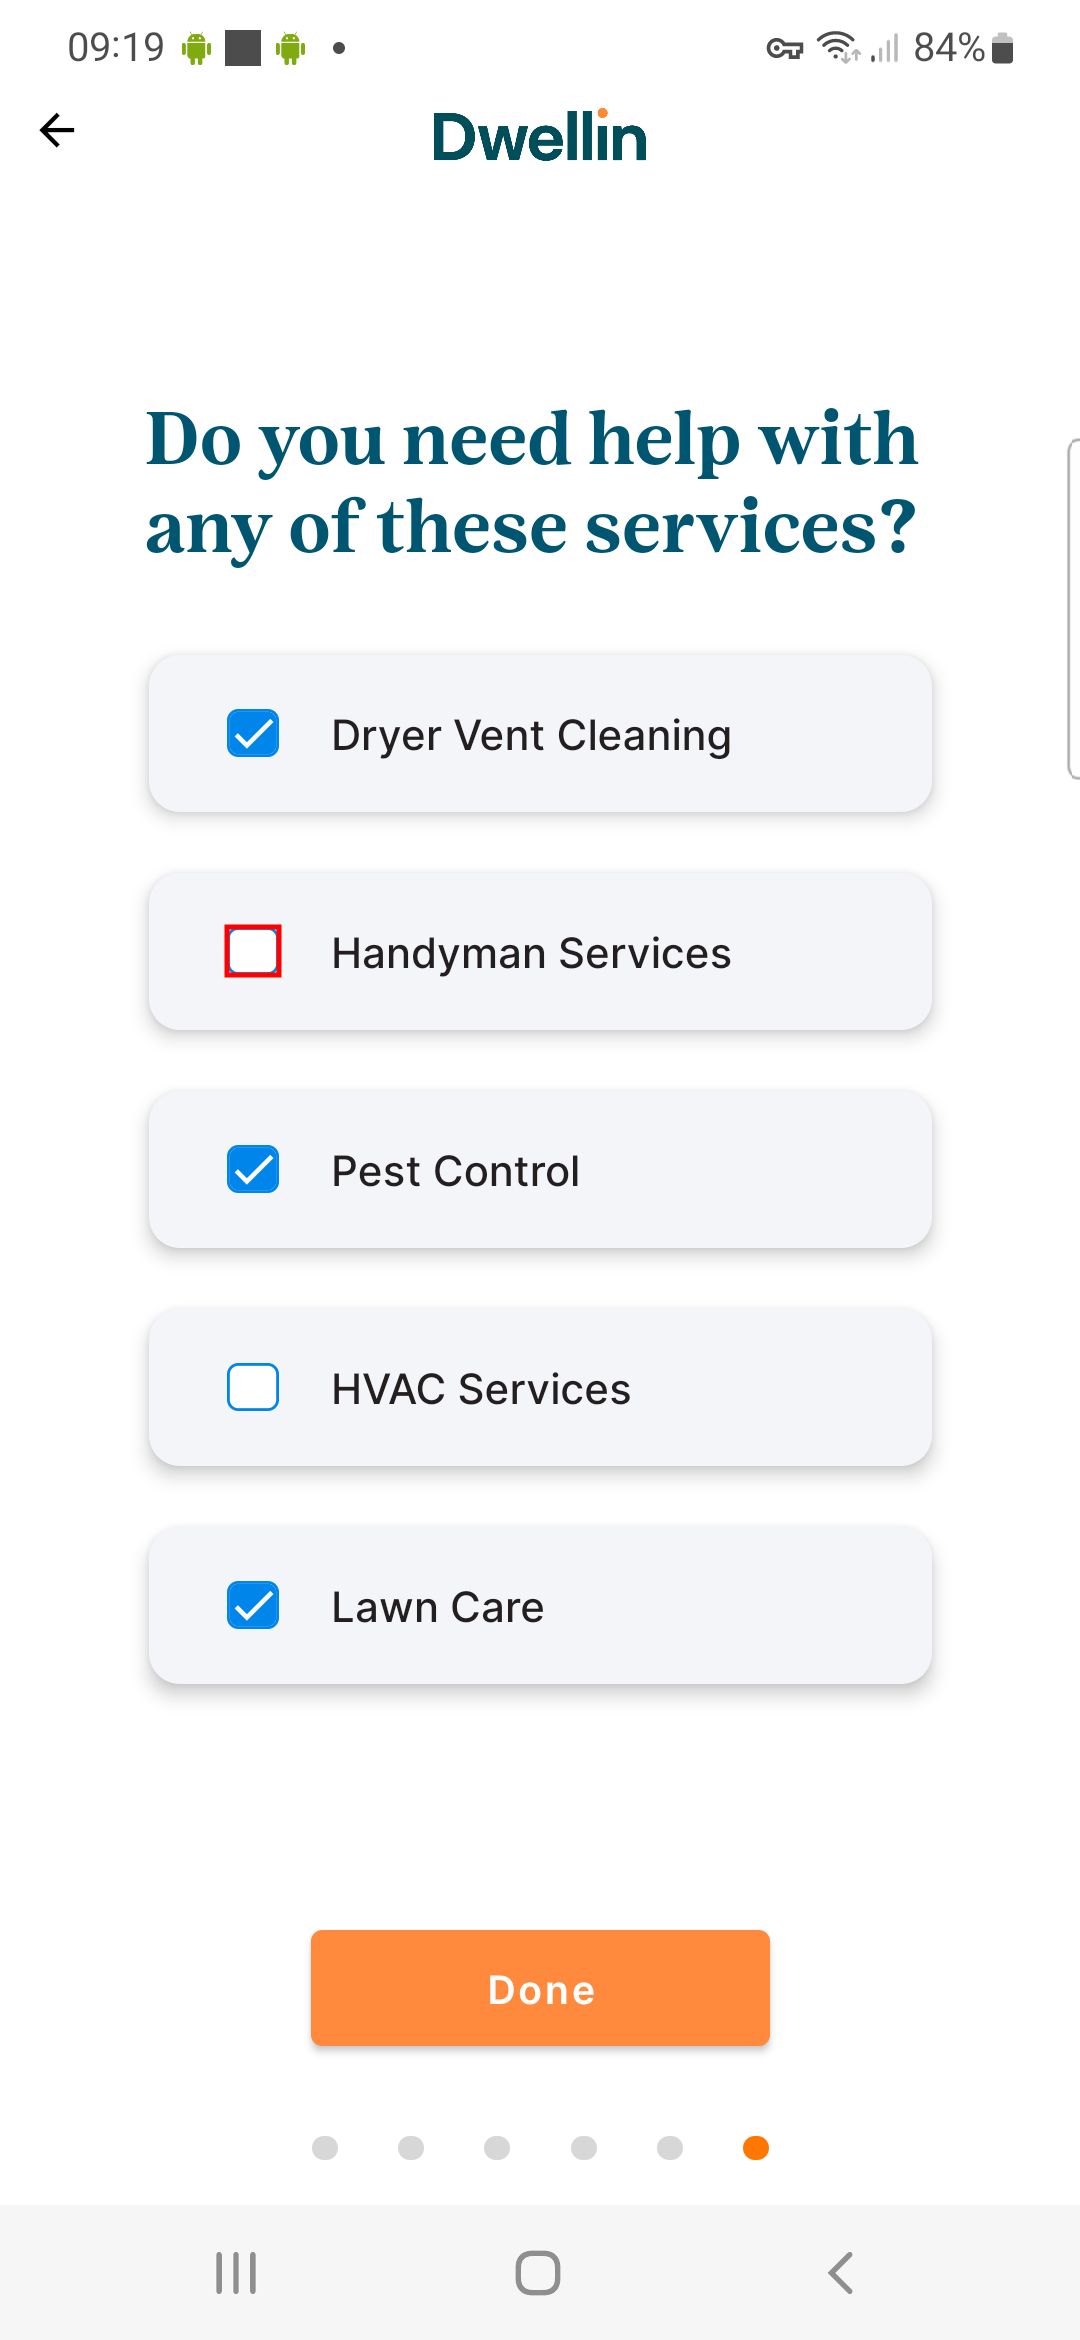 09:19
84%
Dwellin
Do you need help with
any of these services?
Dryer Vent Cleaning
Handyman Services
Pest Control
HVAC Services
Lawn Care
Done